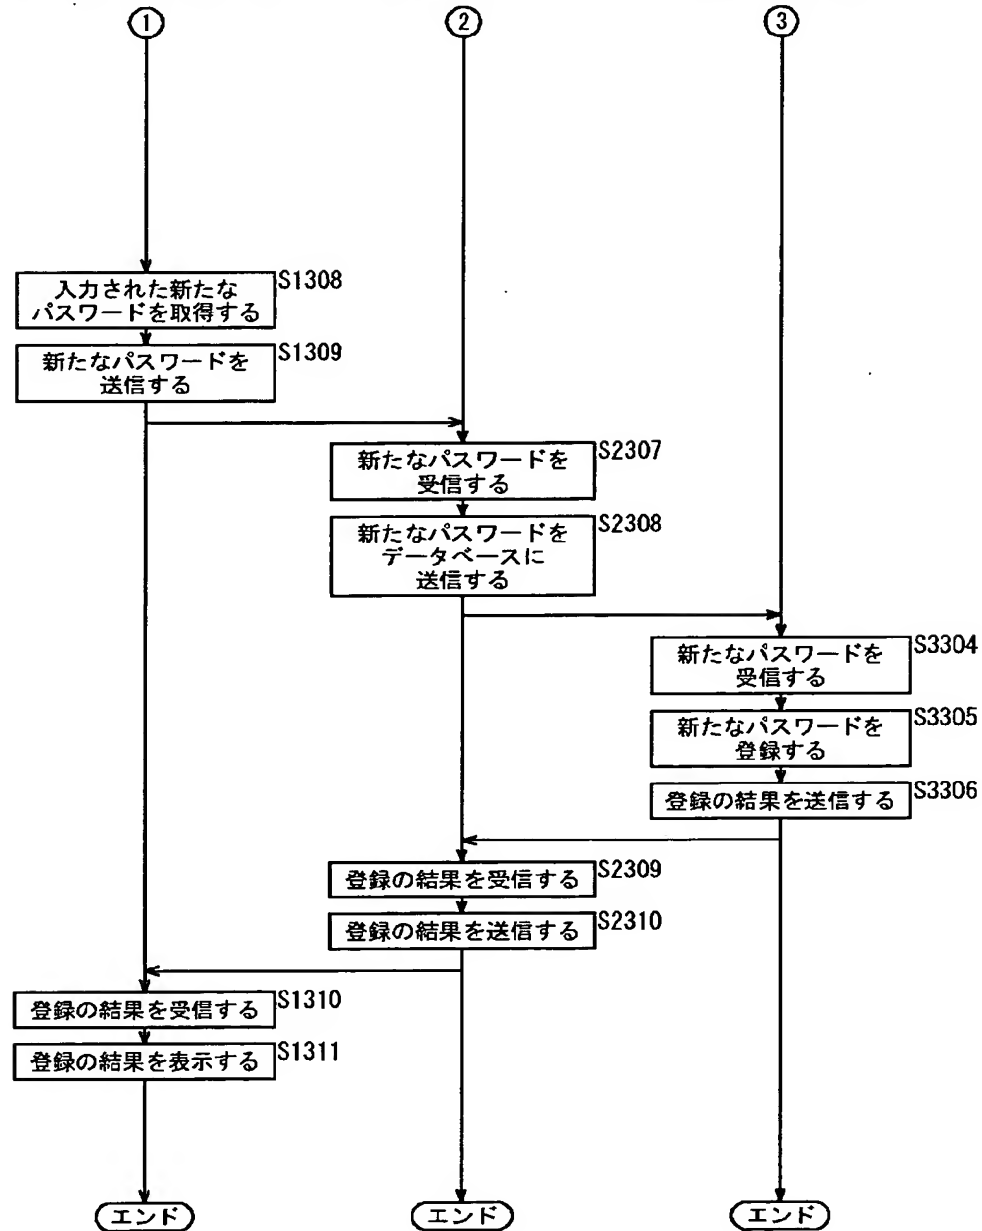 1
2
3
入力された新たな
パスワードを取得する
S1308
新たなパスワードを
送信する
S1309
新たなパスワードを
受信する
S2307
新たなパスワードを
データベースに
送信する
S2308
新たなパスワードを
受信する
S3304
新たなパスワードを
登録する
S3305
登録の結果を送信する
S3306
登録の結果を受信する
S2309
登録の結果を送信する
S2310
登録の結果を受信する
S1310
登録の結果を表示する
S1311
エンド
エンド
エンド